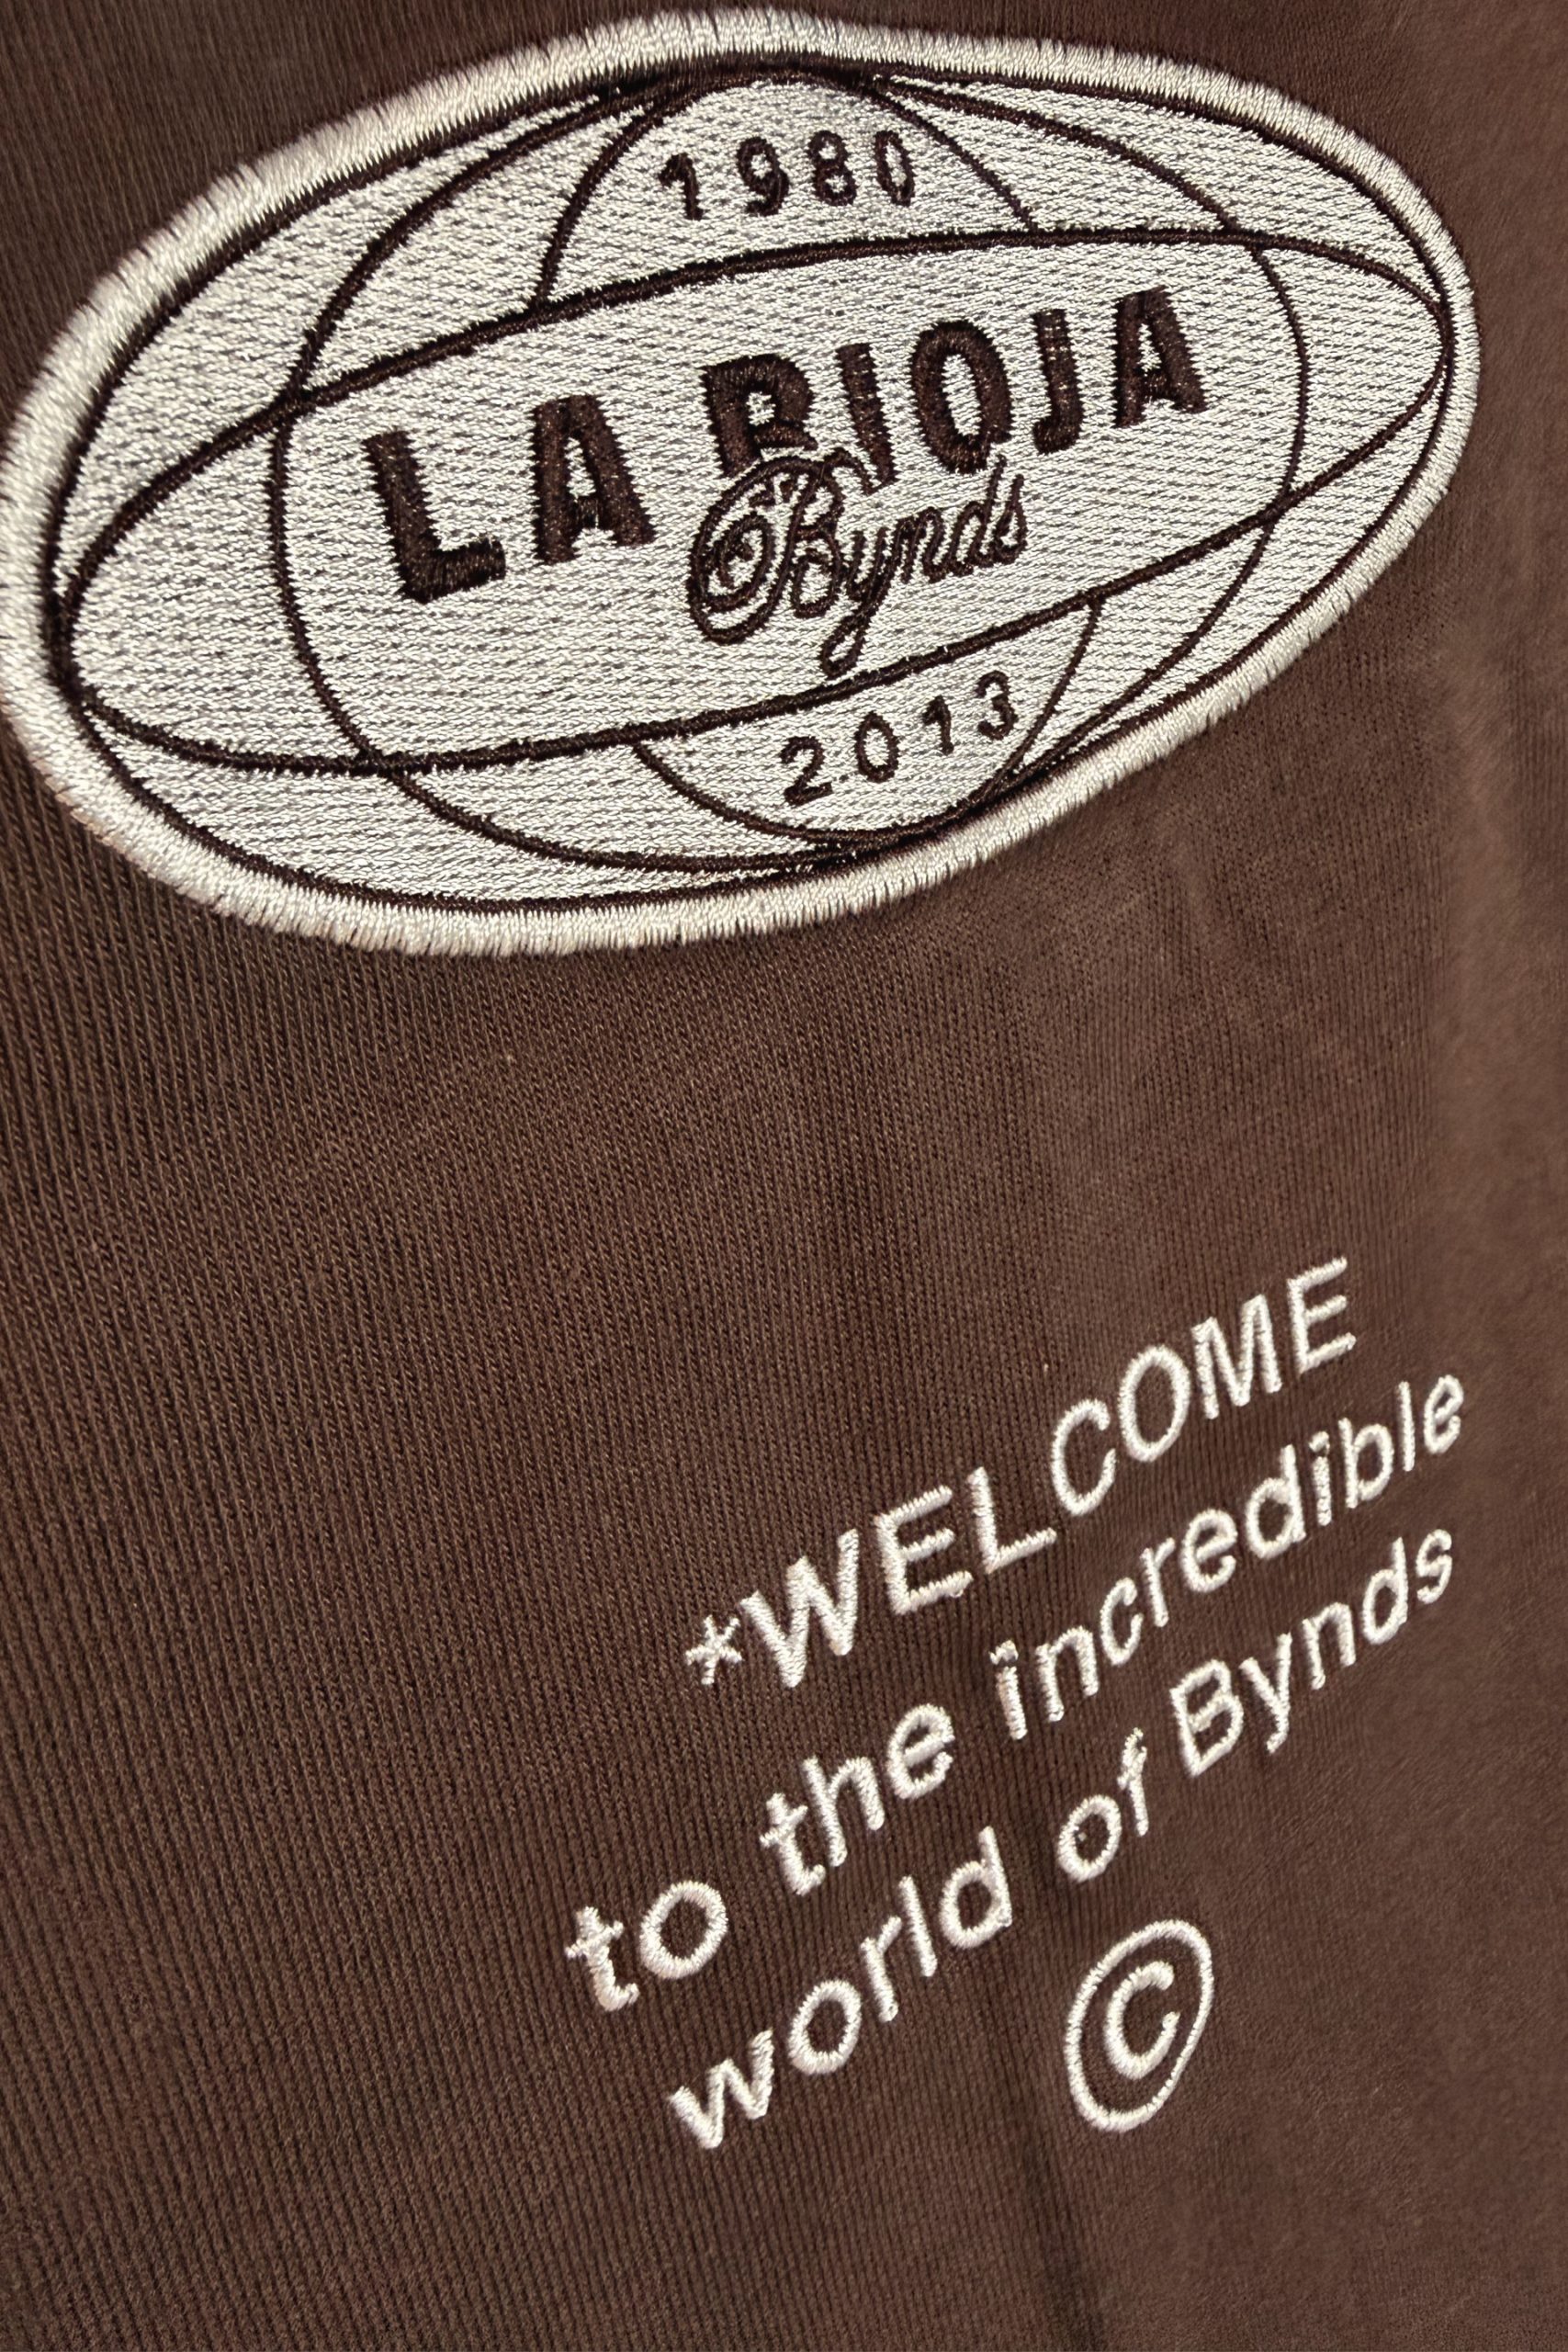 1980
LA RIOJA
Bynds
2013
*WELCOME
to the incredible
world of Bynds
©